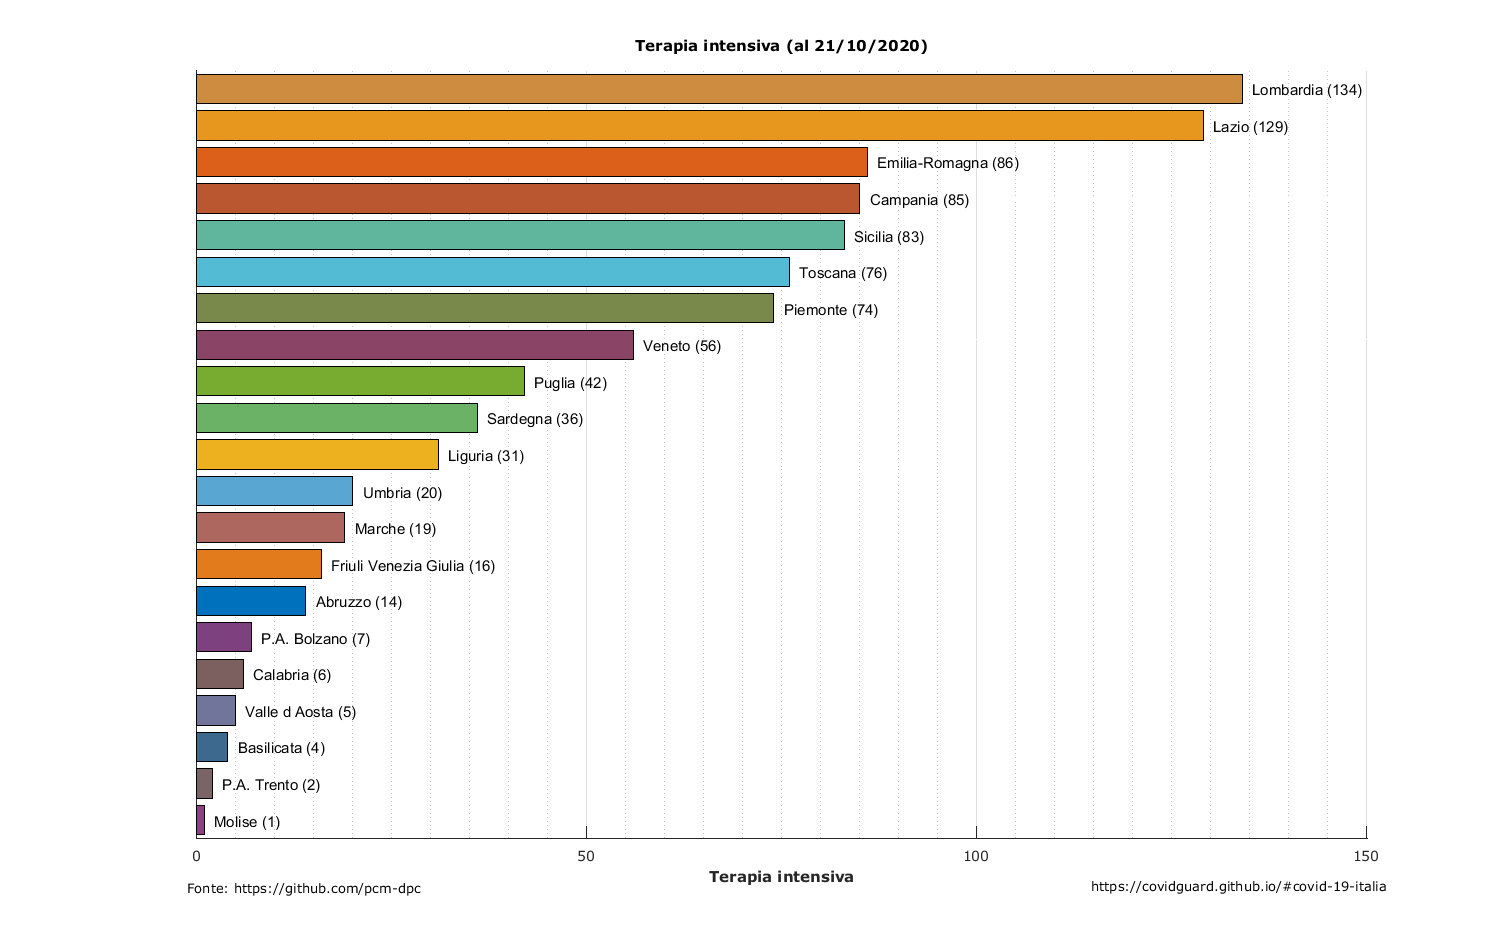 Terapia intensiva (al 21/10/2020)
Lombardia (134)
Lazio (129)
Emilia-Romagna (86)
Campania (85)
Sicilia (83)
Toscana (76)
Piemonte (74)
Veneto (56)
Puglia (42)
Sardegna (36)
Liguria (31)
Umbria (20)
Marche (19)
Friuli Venezia Giulia (16)
Abruzzo (14)
P.A. Bolzano (7)
Calabria (6)
Valle d Aosta (5)
Basilicata (4)
P.A. Trento (2)
Molise (1)
0 50 100 150
Terapia intensiva
Fonte: https://github.com/pcm-dpc
https://covidguard.github.io/#covid-19-italia